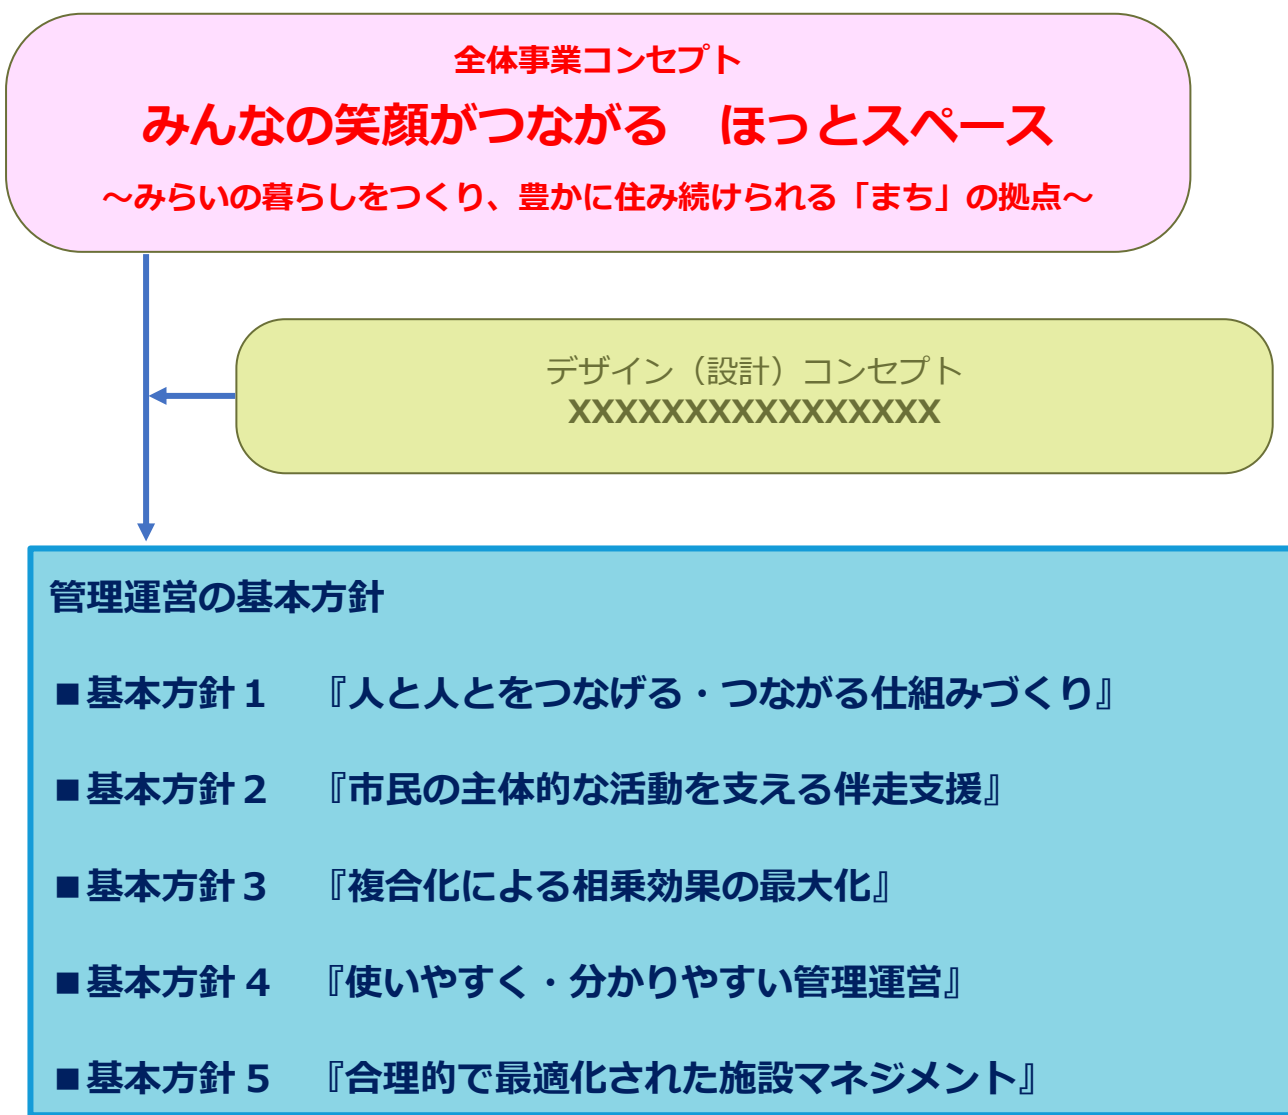 全体事業コンセプト
みんなの笑顔がつながる　ほっとスペース
～みらいの暮らしをつくり、豊かに住み続けられる「まち」の拠点～
デザイン（設計）コンセプト
XXXXXXXXXXXXXXXX
管理運営の基本方針
■基本方針１　『人と人とをつなげる・つながる仕組みづくり』
■基本方針２　『市民の主体的な活動を支える伴走支援』
■基本方針３　『複合化による相乗効果の最大化』
■基本方針４　『使いやすく・分かりやすい管理運営』
■基本方針５　『合理的で最適化された施設マネジメント』